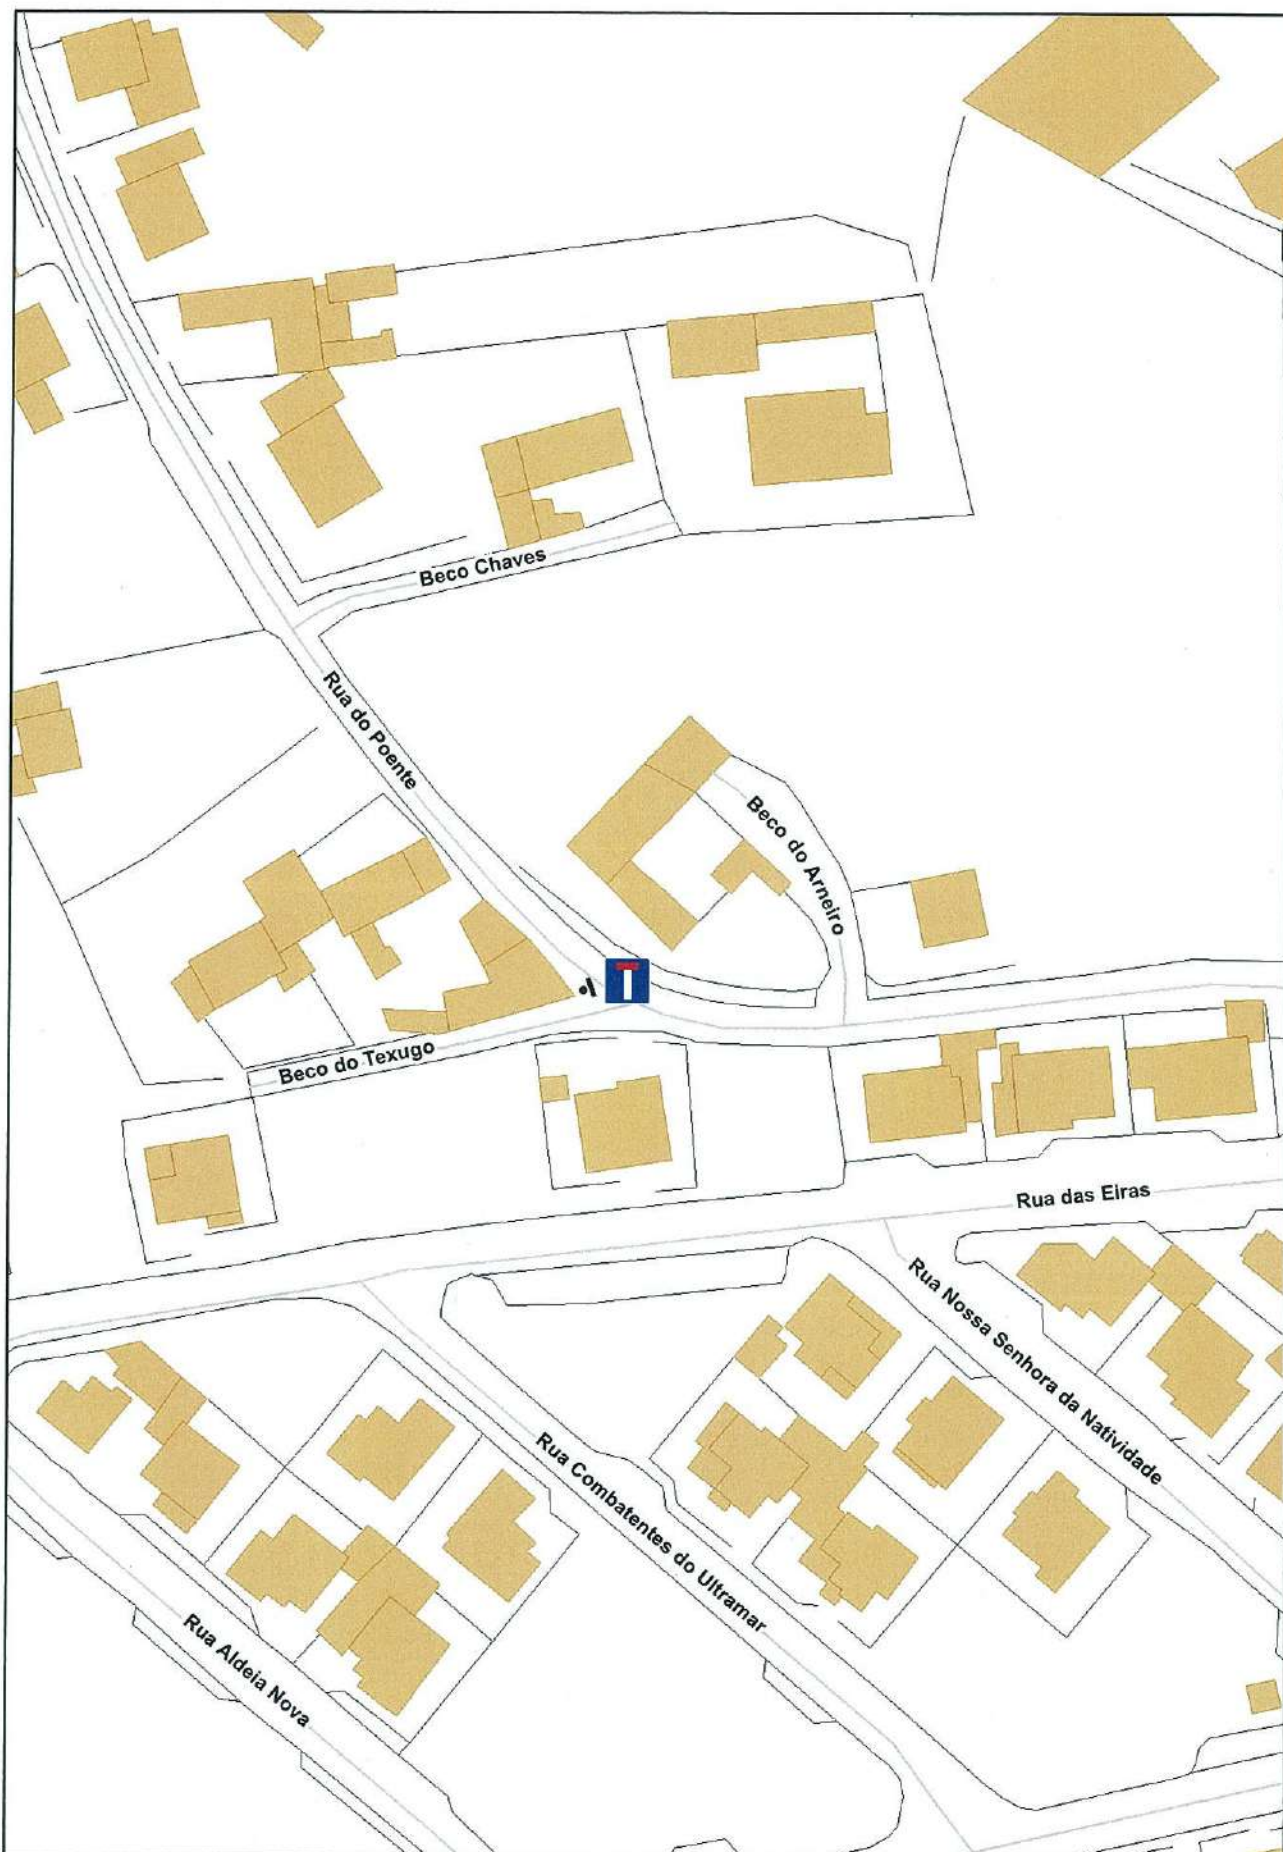 Beco Chaves
Rua do Poente
Beco do Arneiro
Beco do Texugo
Rua das Eiras
Rua Nossa Senhora da Natividade
Rua Combatentes do Ultramar
Rua Aldeia Nova